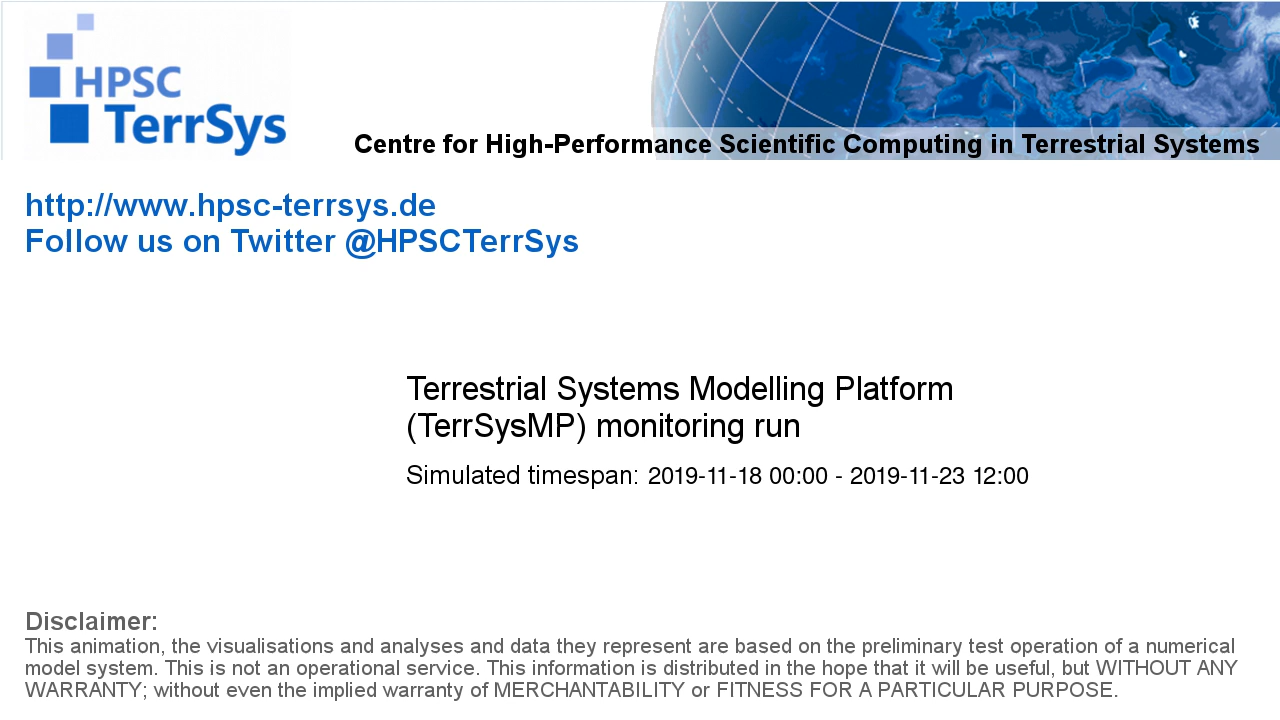 HPSC
TerrSys
Centre for High-Performance Scientific Computing in Terrestrial Systems
http://www.hpsc-terrsys.de
Follow us on Twitter @HPSCTerrSys
Terrestrial Systems Modelling Platform
(TerrSysMP) monitoring run
Simulated timespan: 2019-11-18 00:00 - 2019-11-23 12:00
Disclaimer:
This animation, the visualisations and analyses and data they represent are based on the preliminary test operation of a numerical
model system. This is not an operational service. This information is distributed in the hope that it will be useful, but WITHOUT ANY
WARRANTY; without even the implied warranty of MERCHANTABILITY or FITNESS FOR A PARTICULAR PURPOSE.